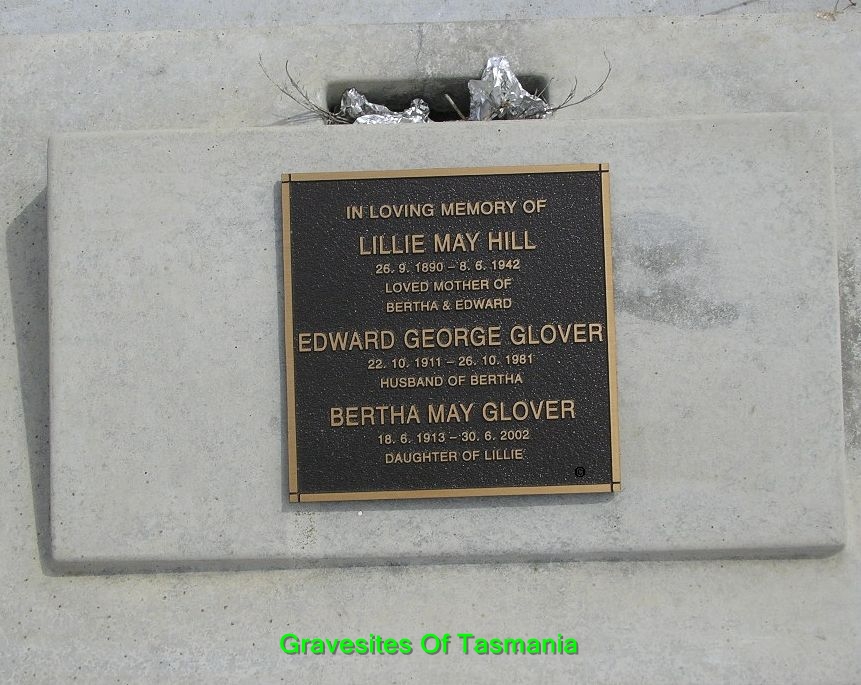 IN LOVING MEMORY OF
LILLIE MAY HILL
26. 9. 1890 – 8. 6. 1942
LOVED MOTHER OF
BERTHA & EDWARD
EDWARD GEORGE GLOVER
22. 10. 1911 – 26. 10. 1981
HUSBAND OF BERTHA
BERTHA MAY GLOVER
18. 6. 1913 – 30. 6. 2002
DAUGHTER OF LILLIE
Gravesites Of Tasmania